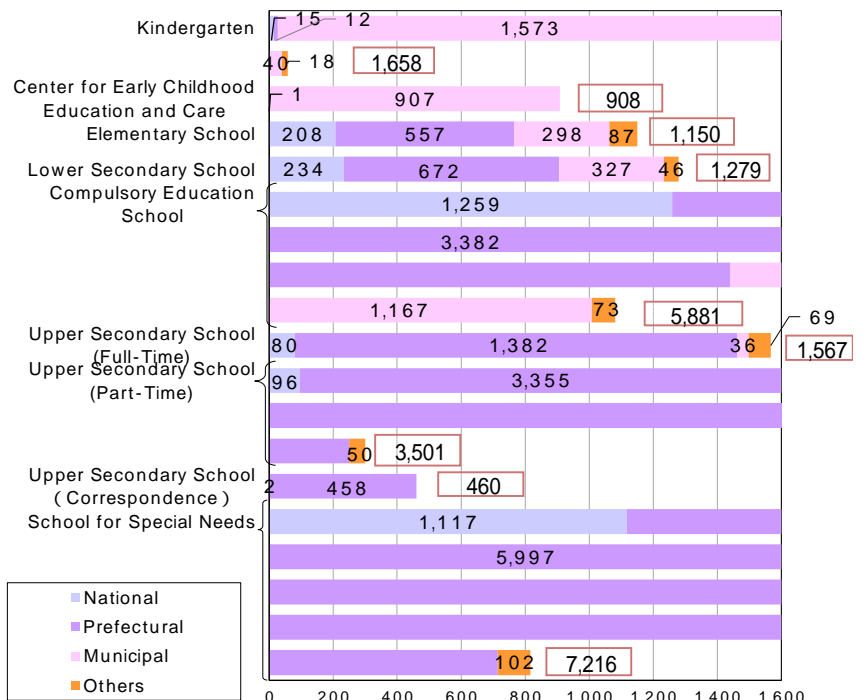 Kindergarten
15 12
1,573
40 18 1,658
Center for Early Childhood
Education and Care
1 907 908
Elementary School
208 557 298 87 1,150
Lower Secondary School
234 672 327 46 1,279
Compulsory Education
School
1,259
3,382
1,167 73 5,881
69
Upper Secondary School
(Full-Time)
80 1,382 36 1,567
Upper Secondary School
(Part-Time)
96 3,355
50 3,501
Upper Secondary School
(Correspondence)
2 458 460
School for Special Needs
1,117
5,997
102 7,216
National
Prefectural
Municipal
Others
0 200 400 600 800 1000 1200 1400 1600